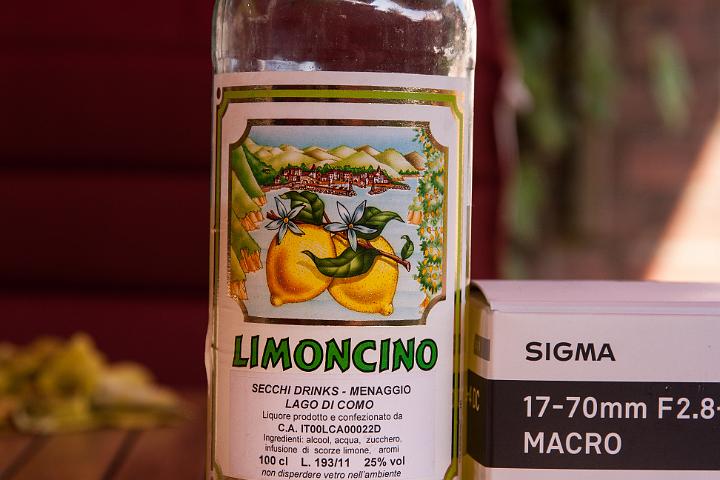 LIMONCINO
SECCHI DRINKS - MENAGGIO
LAGO DI COMO
Liquore prodotto e confezionato da
C.A. IT00LCA00022D
Ingredienti: alcool, acqua, zucchero,
infusione di scorze limone, aromi
100 cl L. 193/11 25% vol
non disperdere vetro nell'ambiente
SIGMA
17-70mm F2.8-
MACRO